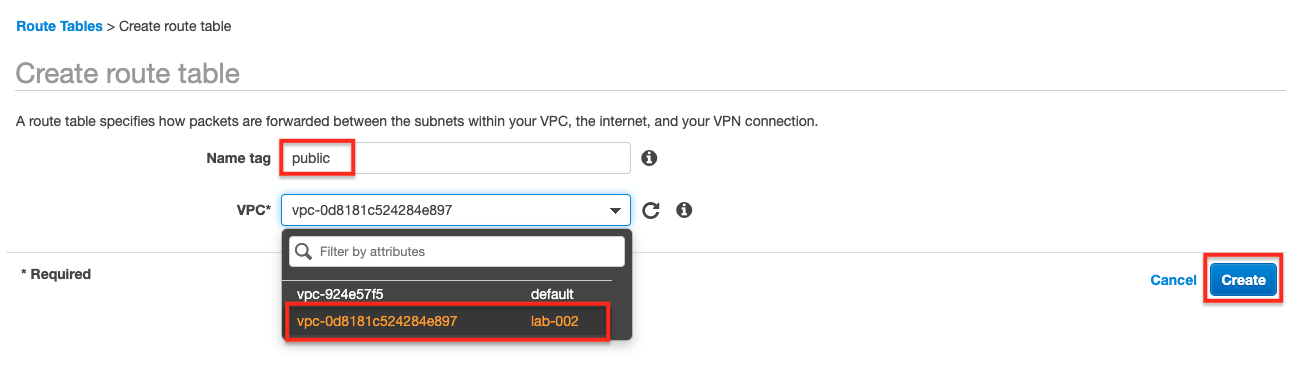 Route Tables > Create route table
Create route table
A route table specifies how packets are forwarded between the subnets within your VPC, the internet, and your VPN connection.
Name tag public
VPC* vpc-0d8181c524284e897
Filter by attributes
vpc-924e57f5 default
vpc-0d8181c524284e897 lab-002
* Required
Cancel Create